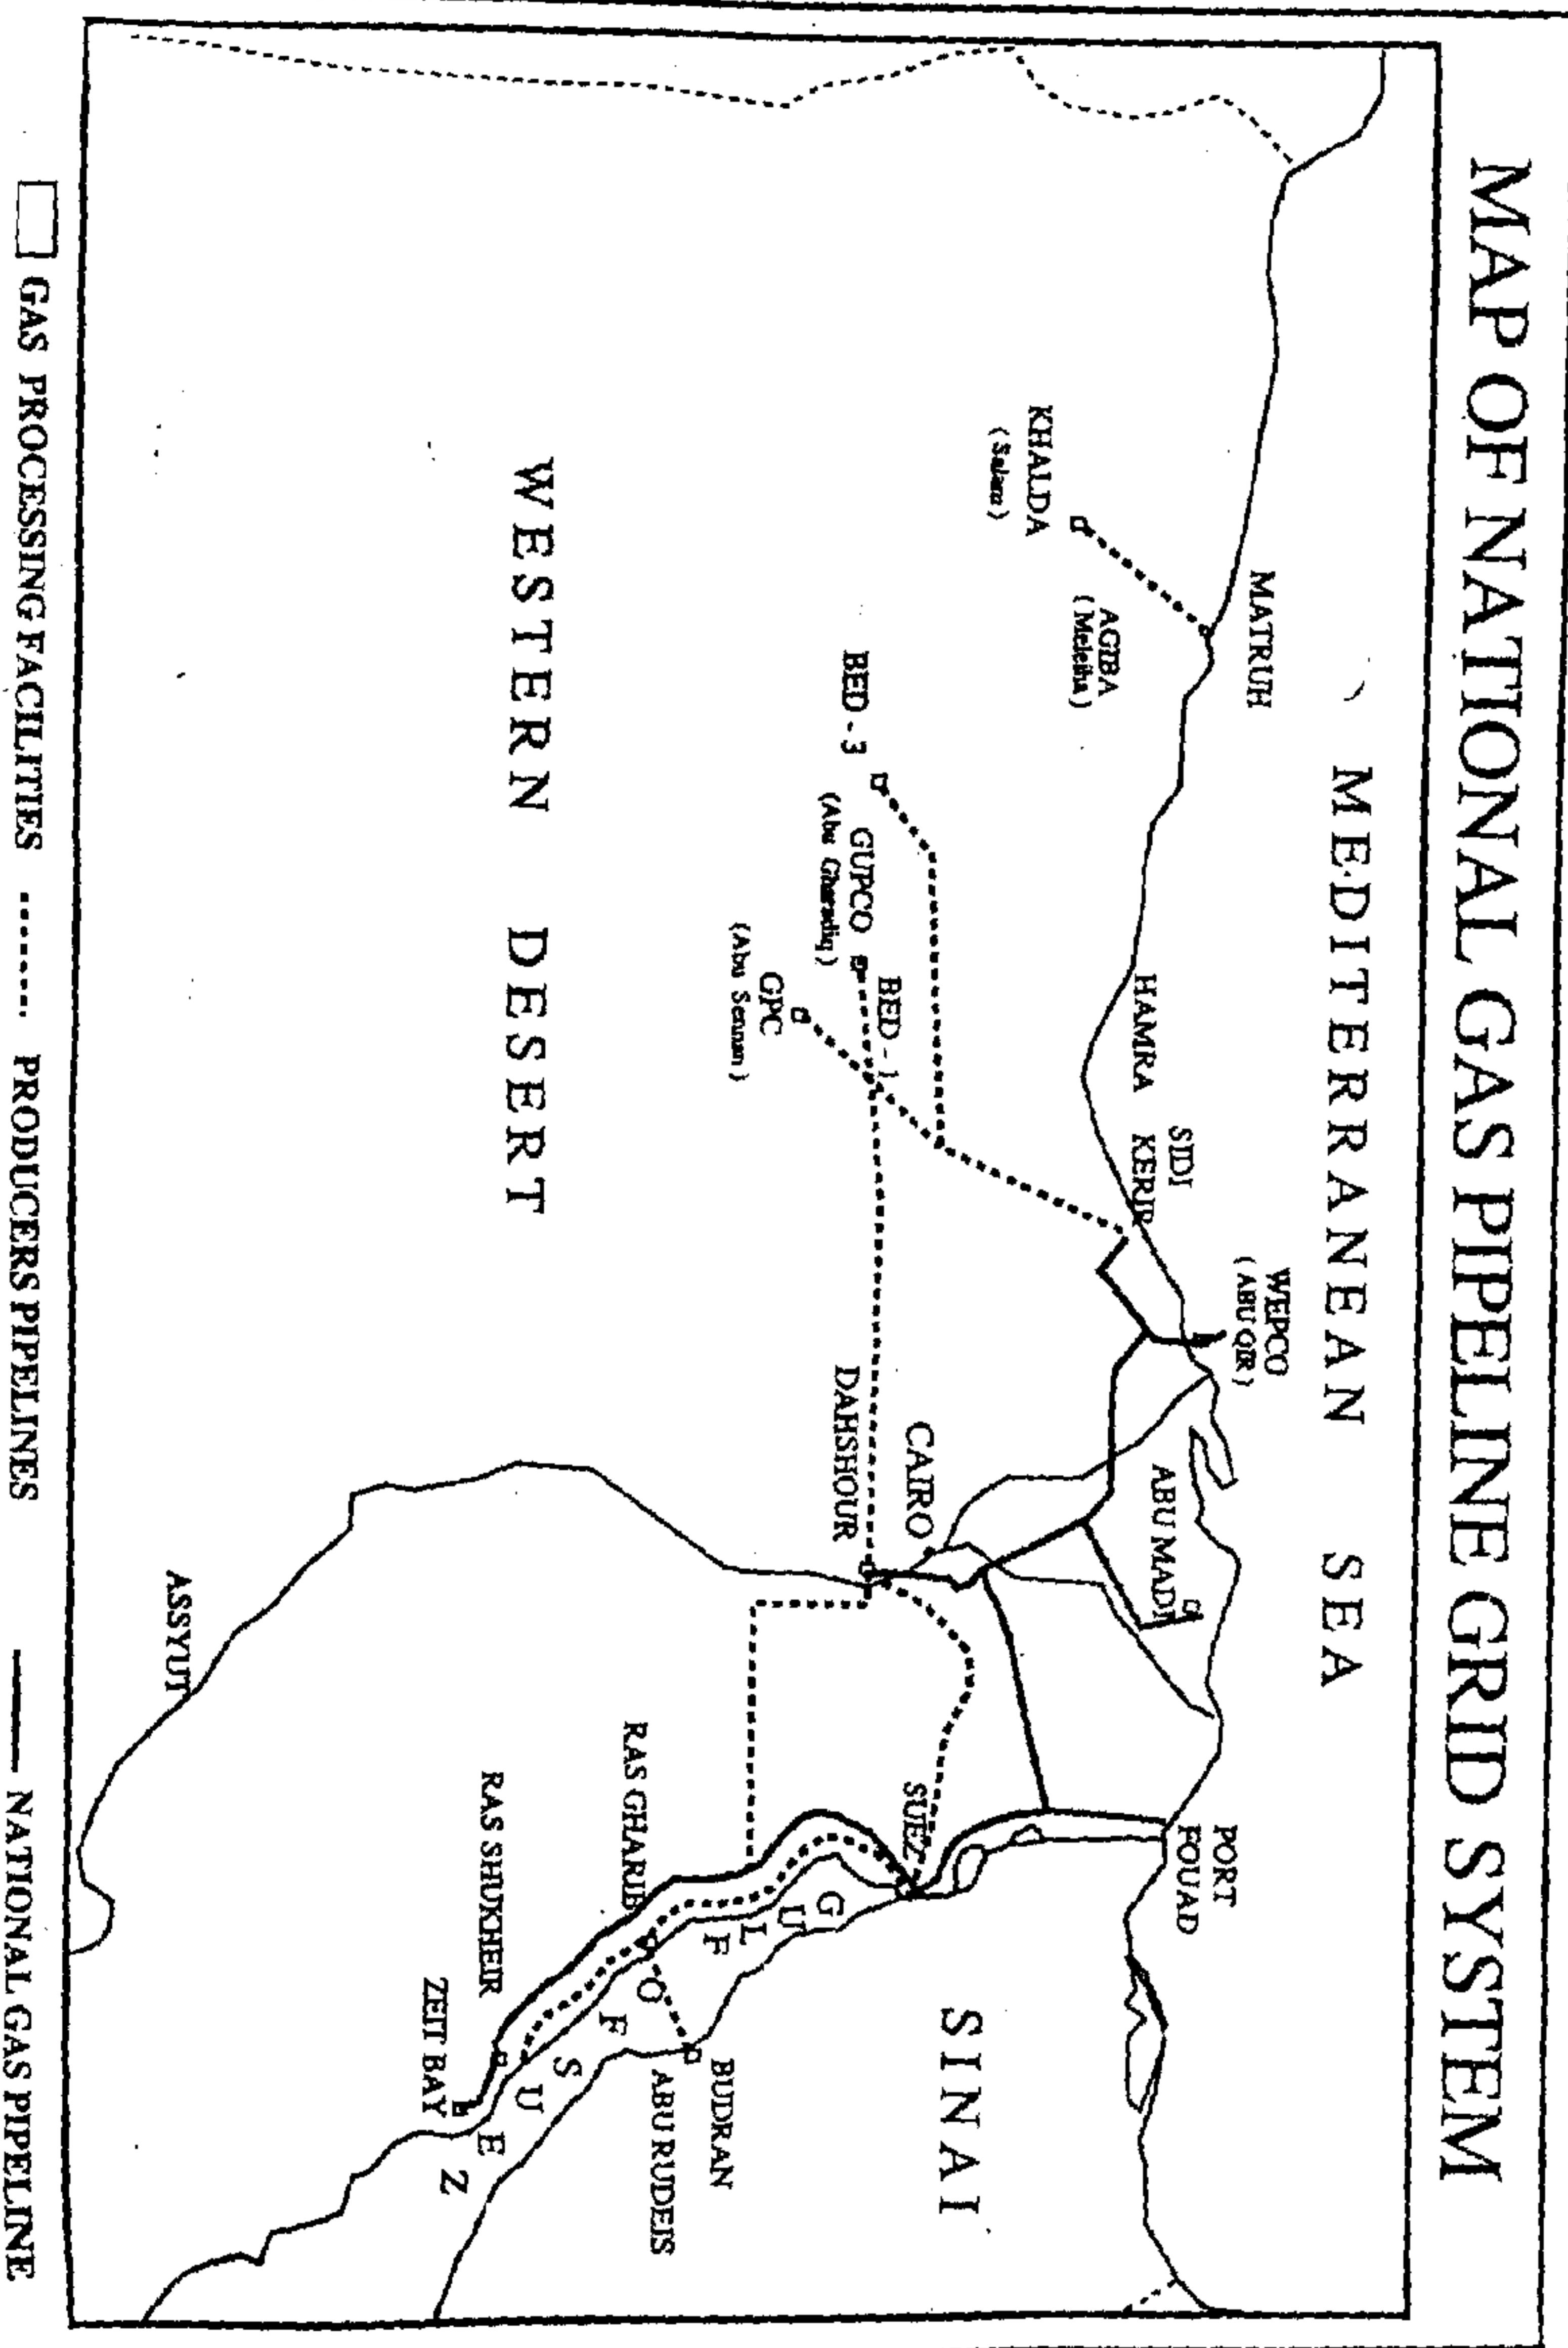 MAP OF NATIONAL GAS PIPELINE GRID SYSTEM
MEDITERRANEAN SEA
MATRUH
KHALDA
(Salam)
AGIBA
(Meleiha)
HAMRA
SIDI
KERIR
WEPCO
(ABU QIR)
ABU MADI
PORT
FOUAD
BED-3
GUPCO
(Abu Gharadiq)
BED-1
GPC
(Abu Sennan)
CAIRO
DAHSHOUR
SUEZ
SINAI
WESTERN DESERT
GULF OF SUEZ
RAS GHARIB
BUDRAN
ABU RUDEIS
RAS SHUKHEIR
ZEIT BAY
ASSYUT
GAS PROCESSING FACILITIES
PRODUCERS PIPELINES
NATIONAL GAS PIPELINE